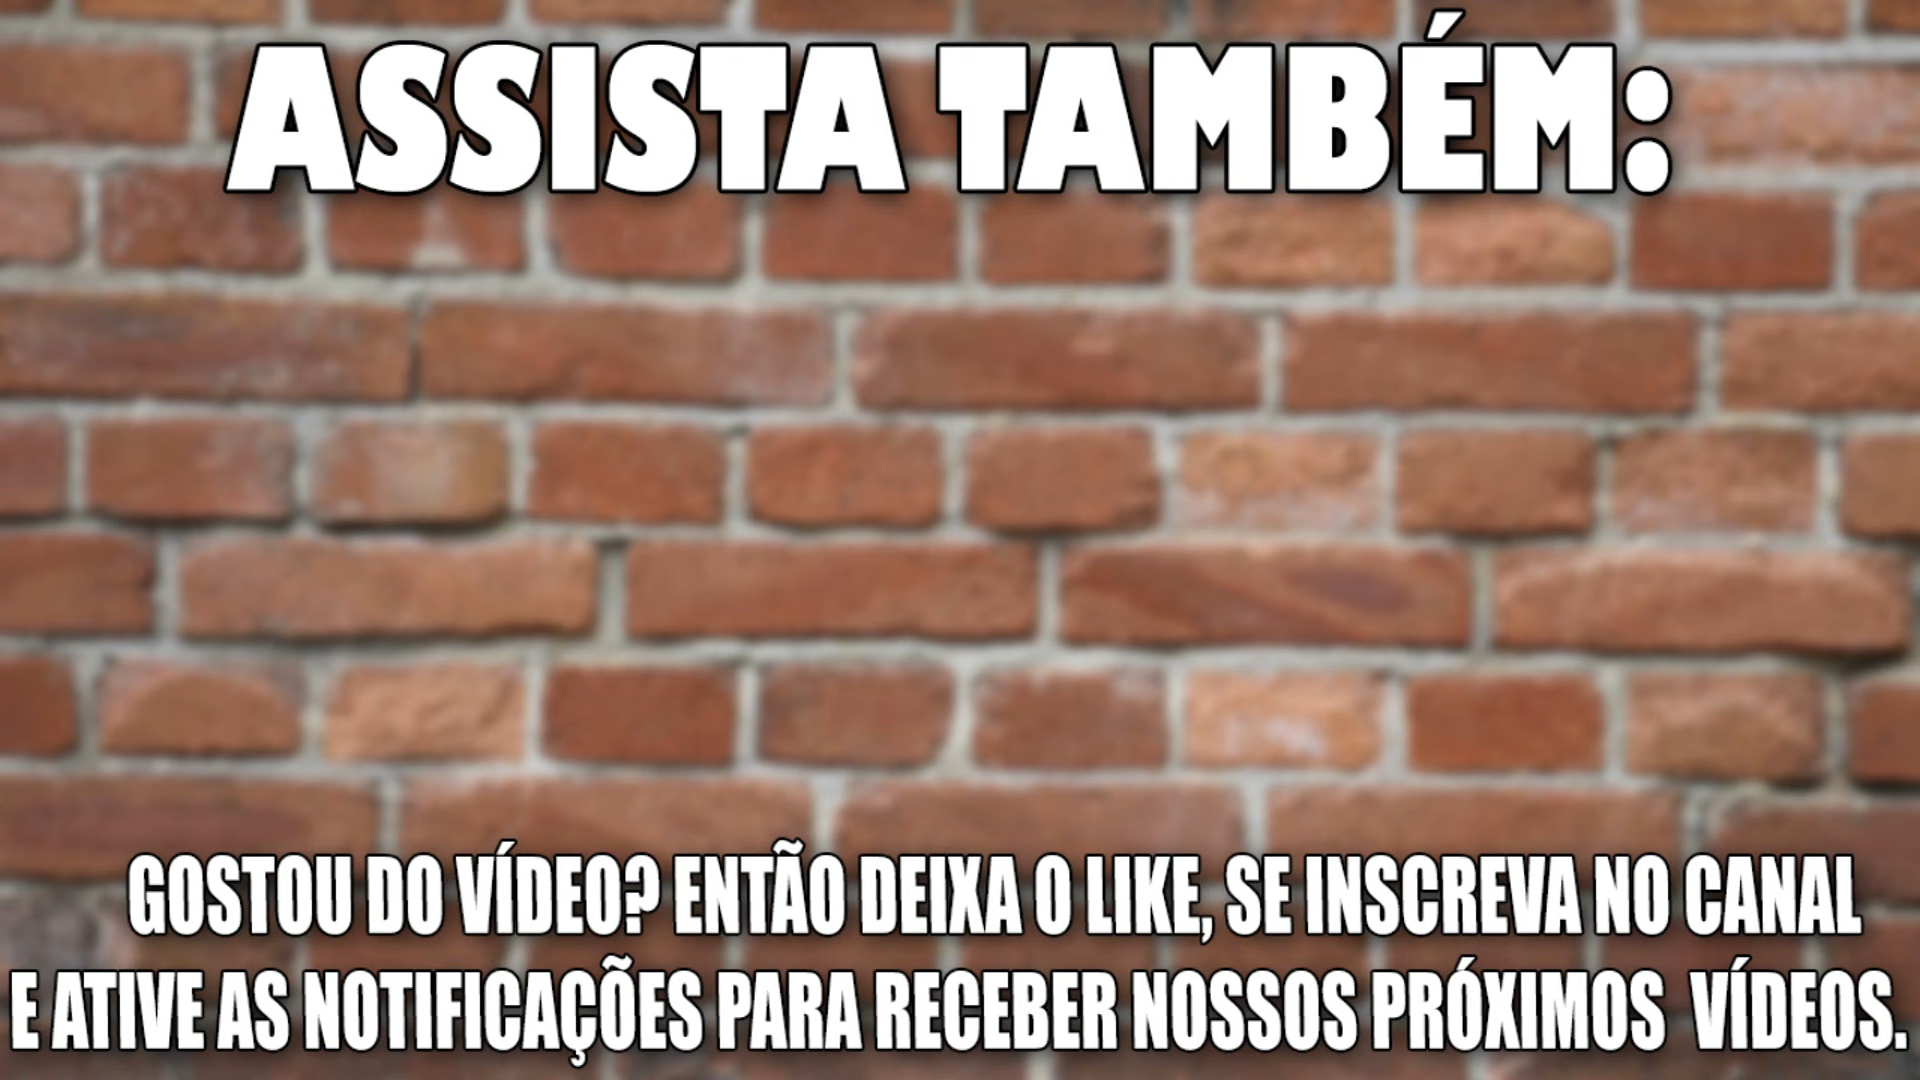 ASSISTA TAMBÉM:
GOSTOU DO VÍDEO? ENTÃO DEIXA O LIKE, SE INSCREVA NO CANAL
E ATIVE AS NOTIFICAÇÕES PARA RECEBER NOSSOS PRÓXIMOS VÍDEOS.